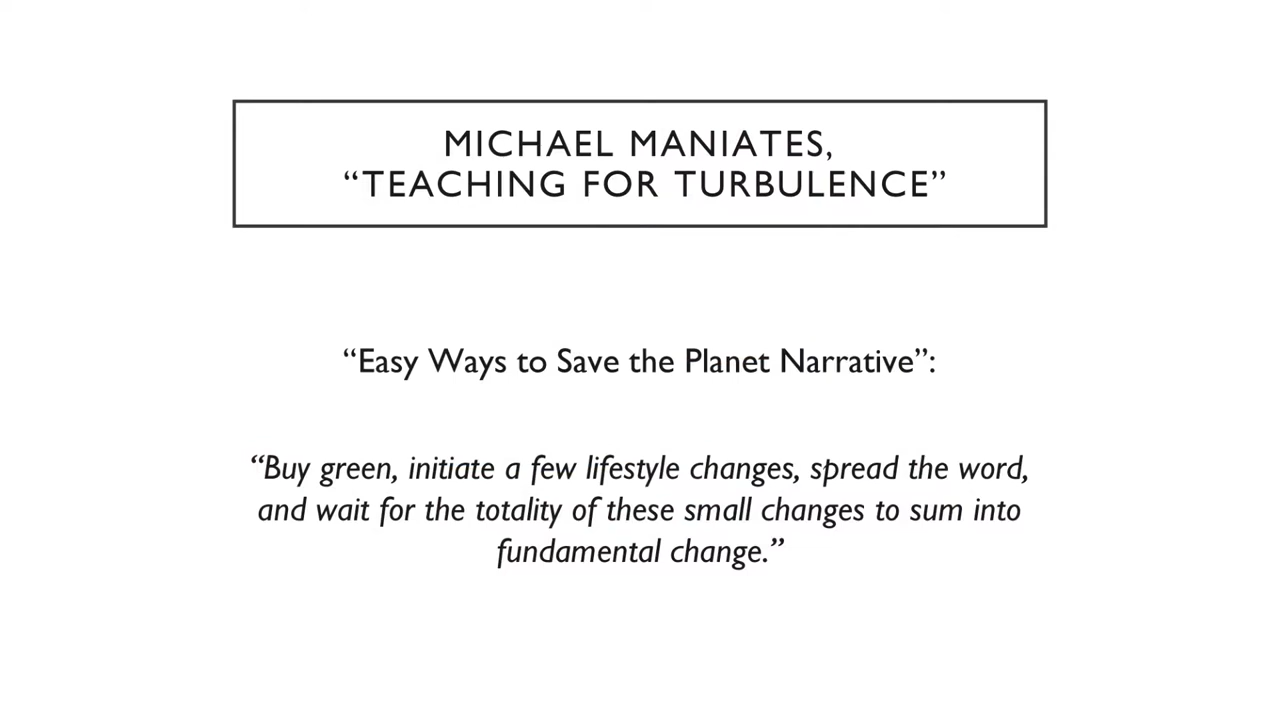 MICHAEL MANIATES,
“TEACHING FOR TURBULENCE”
“Easy Ways to Save the Planet Narrative”:
“Buy green, initiate a few lifestyle changes, spread the word,
and wait for the totality of these small changes to sum into
fundamental change.”